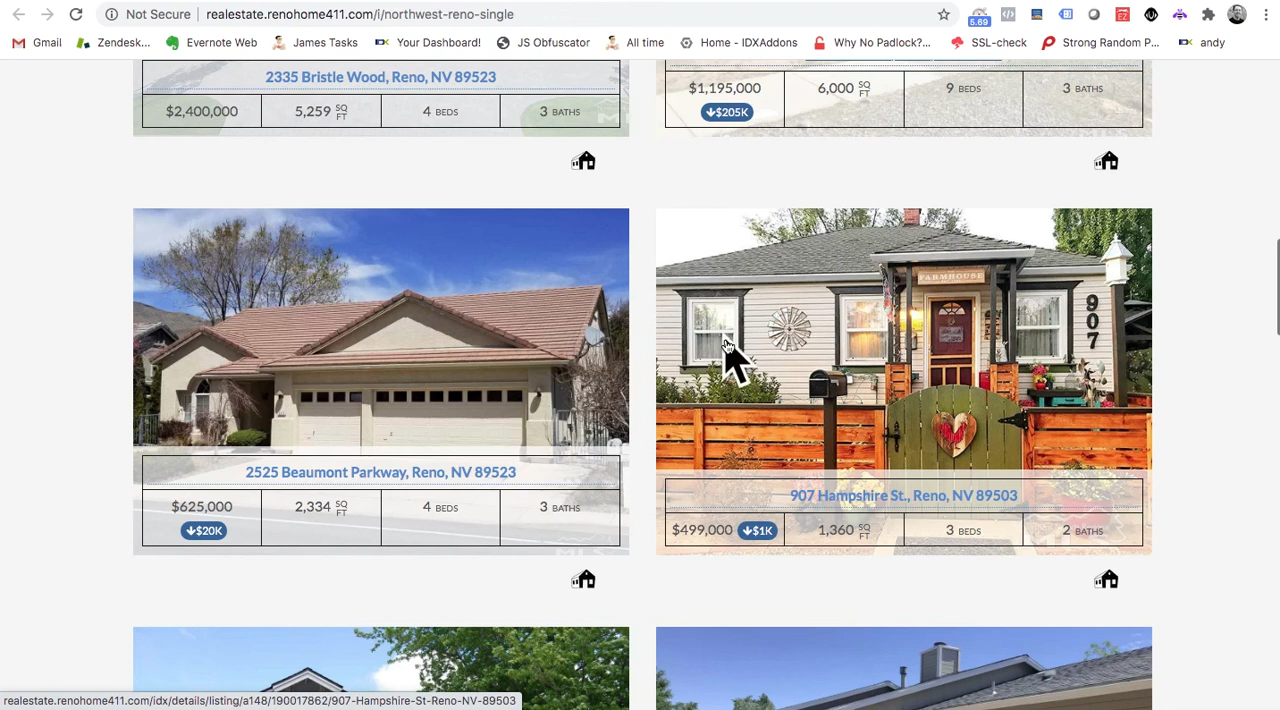 Not Secure realestate.renohome411.com/i/northwest-reno-single
5.69
EZ
Gmail Zendesk... Evernote Web James Tasks Your Dashboard! JS Obfuscator All time Home - IDXAddons Why No Padlock?... SSL-check Strong Random P... andy
2335 Bristle Wood, Reno, NV 89523
$2,400,000 5,259 SQ FT 4 BEDS 3 BATHS
$1,195,000 6,000 SQ FT 9 BEDS 3 BATHS
$205K
FARMHOUSE
907
2525 Beaumont Parkway, Reno, NV 89523
$625,000 2,334 SQ FT 4 BEDS 3 BATHS
$20K
907 Hampshire St., Reno, NV 89503
$499,000 $1K 1,360 SQ FT 3 BEDS 2 BATHS
realestate.renohome411.com/idx/details/listing/a148/190017862/907-Hampshire-St-Reno-NV-89503